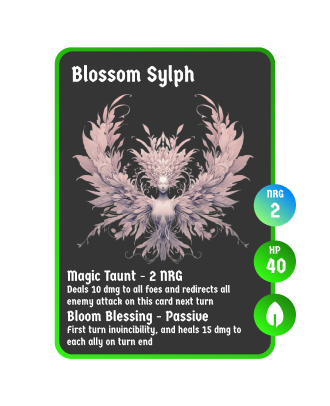 Blossom Sylph
NRG
2
HP
40
Magic Taunt - 2 NRG
Deals 10 dmg to all foes and redirects all
enemy attack on this card next turn
Bloom Blessing - Passive
First turn invincibility, and heals 15 dmg to
each ally on turn end